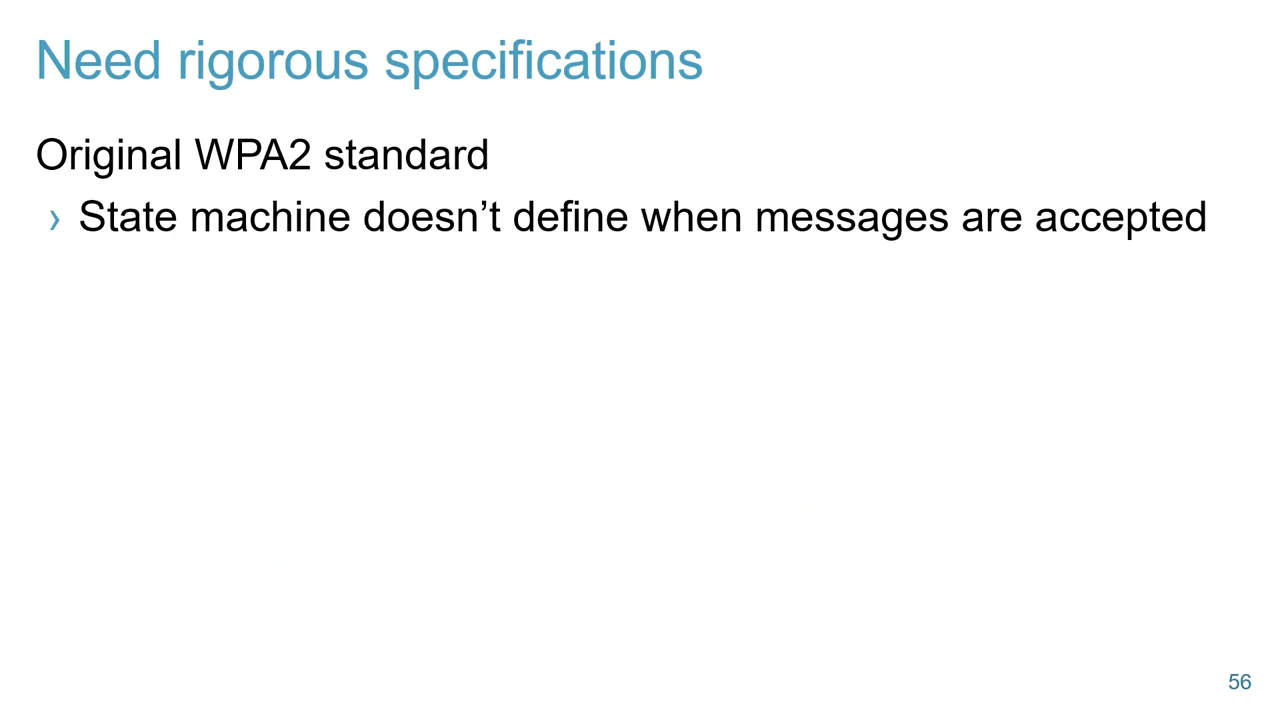 Need rigorous specifications
Original WPA2 standard
› State machine doesn’t define when messages are accepted
56